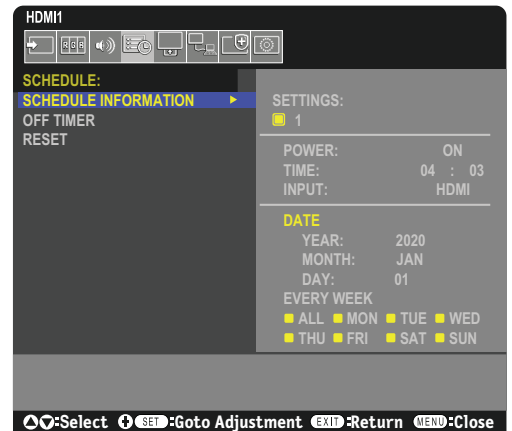 HDMI1
RGB
SCHEDULE:
SCHEDULE INFORMATION
OFF TIMER
RESET
SETTINGS:
1
POWER: ON
TIME: 04 : 03
INPUT: HDMI
DATE
YEAR: 2020
MONTH: JAN
DAY: 01
EVERY WEEK
ALL MON TUE WED
THU FRI SAT SUN
:Select SET :Goto Adjustment EXIT :Return MENU :Close